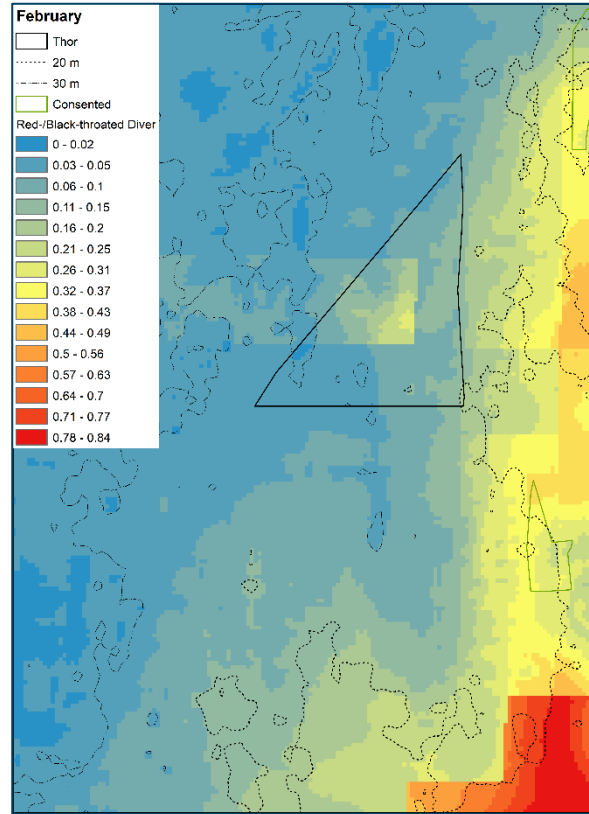 February
Thor
20 m
30 m
Consented
Red-/Black-throated Diver
0 - 0.02
0.03 - 0.05
0.06 - 0.1
0.11 - 0.15
0.16 - 0.2
0.21 - 0.25
0.26 - 0.31
0.32 - 0.37
0.38 - 0.43
0.44 - 0.49
0.5 - 0.56
0.57 - 0.63
0.64 - 0.7
0.71 - 0.77
0.78 - 0.84